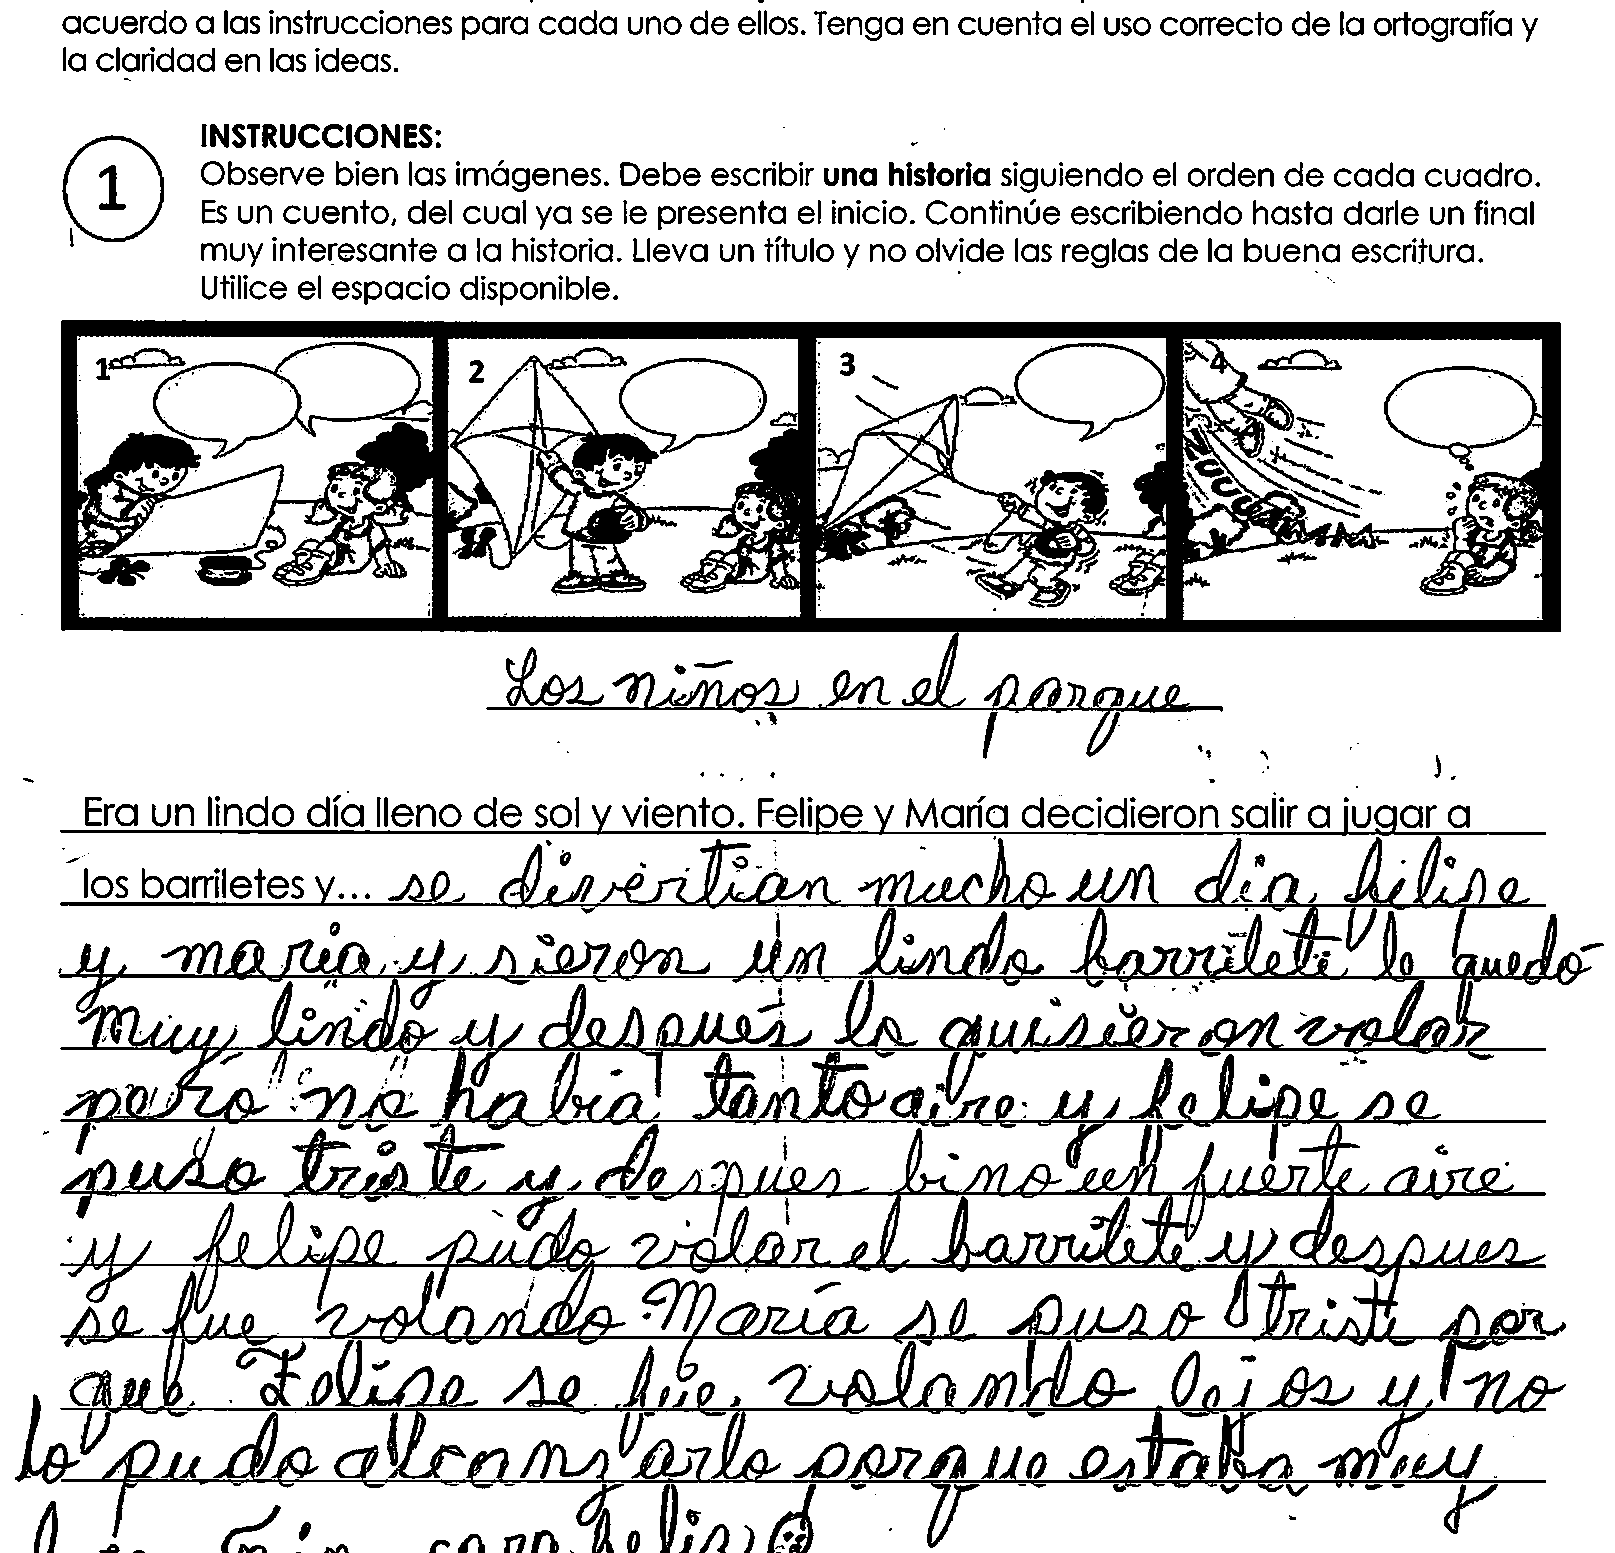 acuerdo a las instrucciones para cada uno de ellos. Tenga en cuenta el uso correcto de la ortografía y
la claridad en las ideas.
1
INSTRUCCIONES:
Observe bien las imágenes. Debe escribir una historia siguiendo el orden de cada cuadro.
Es un cuento, del cual ya se le presenta el inicio. Continúe escribiendo hasta darle un final
muy interesante a la historia. Lleva un título y no olvide las reglas de la buena escritura.
Utilice el espacio disponible.
1 2 3 4
Los niños en el parque
Era un lindo día lleno de sol y viento. Felipe y María decidieron salir a jugar a
los barriletes y... se divertian mucho un dia felipe
y maria y sieron un lindo barrilete le quedó
muy lindo y después lo quisieron volar
pero no había tanto aire y felipe se
puso triste y despues bino un fuerte aire
y felipe pudo volar el barrilete y despues
se fue volando. María se puso triste por
que Felipe se fue volando lejos y no
lo pudo alcanzarlo porque estaba muy